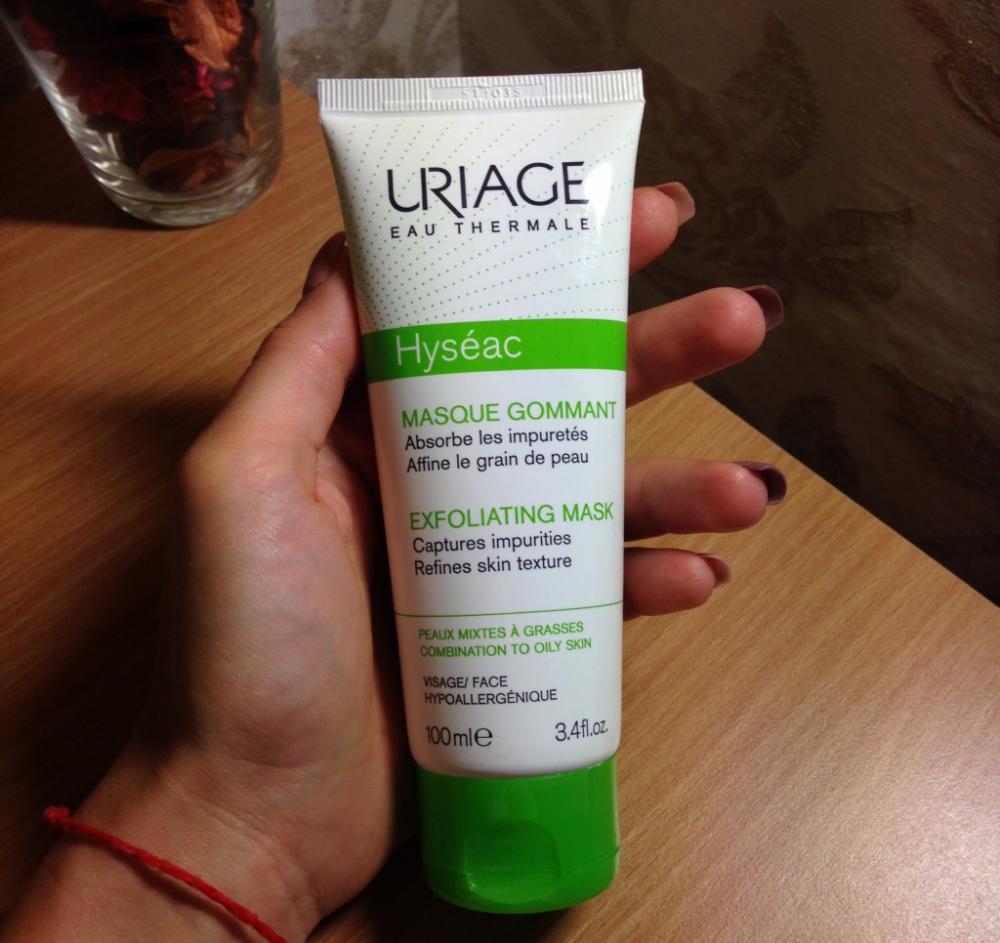 URIAGE
EAU THERMALE
Hyséac
MASQUE GOMMANT
Absorbe les impuretés
Affine le grain de peau
EXFOLIATING MASK
Captures impurities
Refines skin texture
PEAUX MIXTES À GRASSES
COMBINATION TO OILY SKIN
VISAGE/ FACE
HYPOALLERGÉNIQUE
100ml℮ 3.4fl.oz.